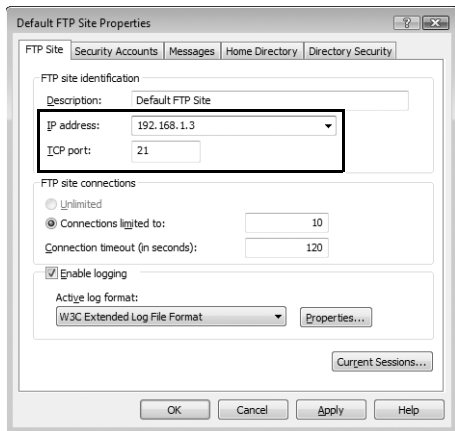 Default FTP Site Properties
FTP Site Security Accounts Messages Home Directory Directory Security
FTP site identification
Description: Default FTP Site
IP address: 192.168.1.3
TCP port: 21
FTP site connections
Unlimited
Connections limited to: 10
Connection timeout (in seconds): 120
Enable logging
Active log format:
W3C Extended Log File Format Properties...
Current Sessions...
OK Cancel Apply Help